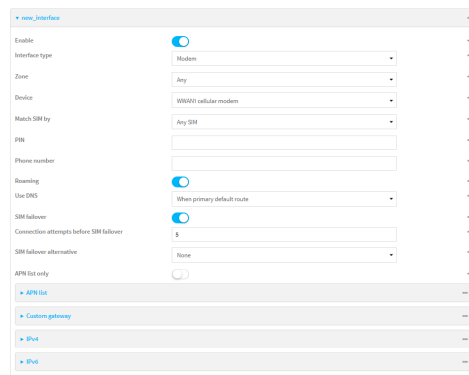 new_interface
Enable
Interface type
Modem
Zone
Any
Device
WWAN1 cellular modem
Match SIM by
Any SIM
PIN
Phone number
Roaming
Use DNS
When primary default route
SIM failover
Connection attempts before SIM failover
5
SIM failover alternative
None
APN list only
APN list
Custom gateway
IPv4
IPv6